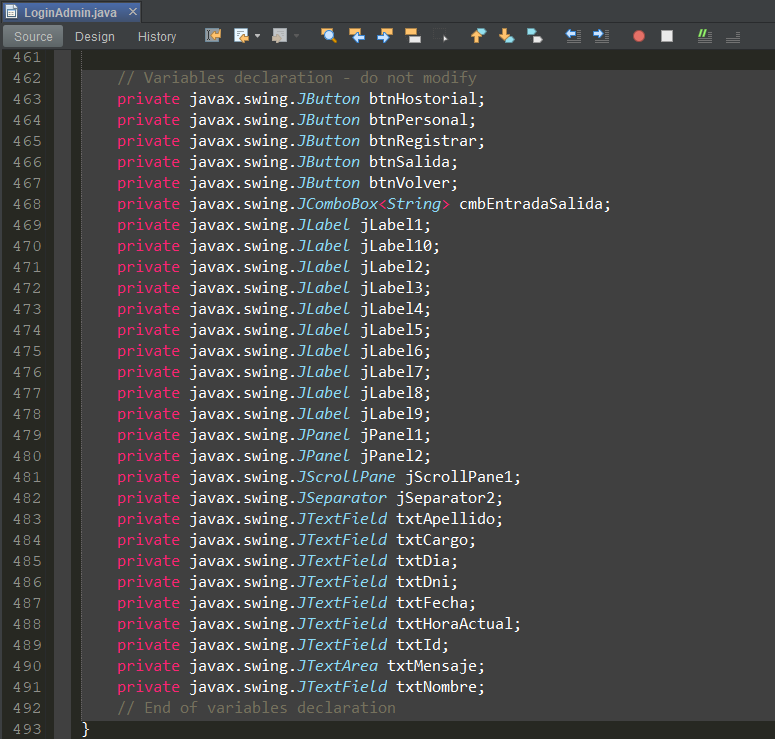 LoginAdmin.java
Source Design History
461
462 // Variables declaration - do not modify
463 private javax.swing.JButton btnHostorial;
464 private javax.swing.JButton btnPersonal;
465 private javax.swing.JButton btnRegistrar;
466 private javax.swing.JButton btnSalida;
467 private javax.swing.JButton btnVolver;
468 private javax.swing.JComboBox<String> cmbEntradaSalida;
469 private javax.swing.JLabel jLabel1;
470 private javax.swing.JLabel jLabel10;
471 private javax.swing.JLabel jLabel2;
472 private javax.swing.JLabel jLabel3;
473 private javax.swing.JLabel jLabel4;
474 private javax.swing.JLabel jLabel5;
475 private javax.swing.JLabel jLabel6;
476 private javax.swing.JLabel jLabel7;
477 private javax.swing.JLabel jLabel8;
478 private javax.swing.JLabel jLabel9;
479 private javax.swing.JPanel jPanel1;
480 private javax.swing.JPanel jPanel2;
481 private javax.swing.JScrollPane jScrollPane1;
482 private javax.swing.JSeparator jSeparator2;
483 private javax.swing.JTextField txtApellido;
484 private javax.swing.JTextField txtCargo;
485 private javax.swing.JTextField txtDia;
486 private javax.swing.JTextField txtDni;
487 private javax.swing.JTextField txtFecha;
488 private javax.swing.JTextField txtHoraActual;
489 private javax.swing.JTextField txtId;
490 private javax.swing.JTextArea txtMensaje;
491 private javax.swing.JTextField txtNombre;
492 // End of variables declaration
493 }